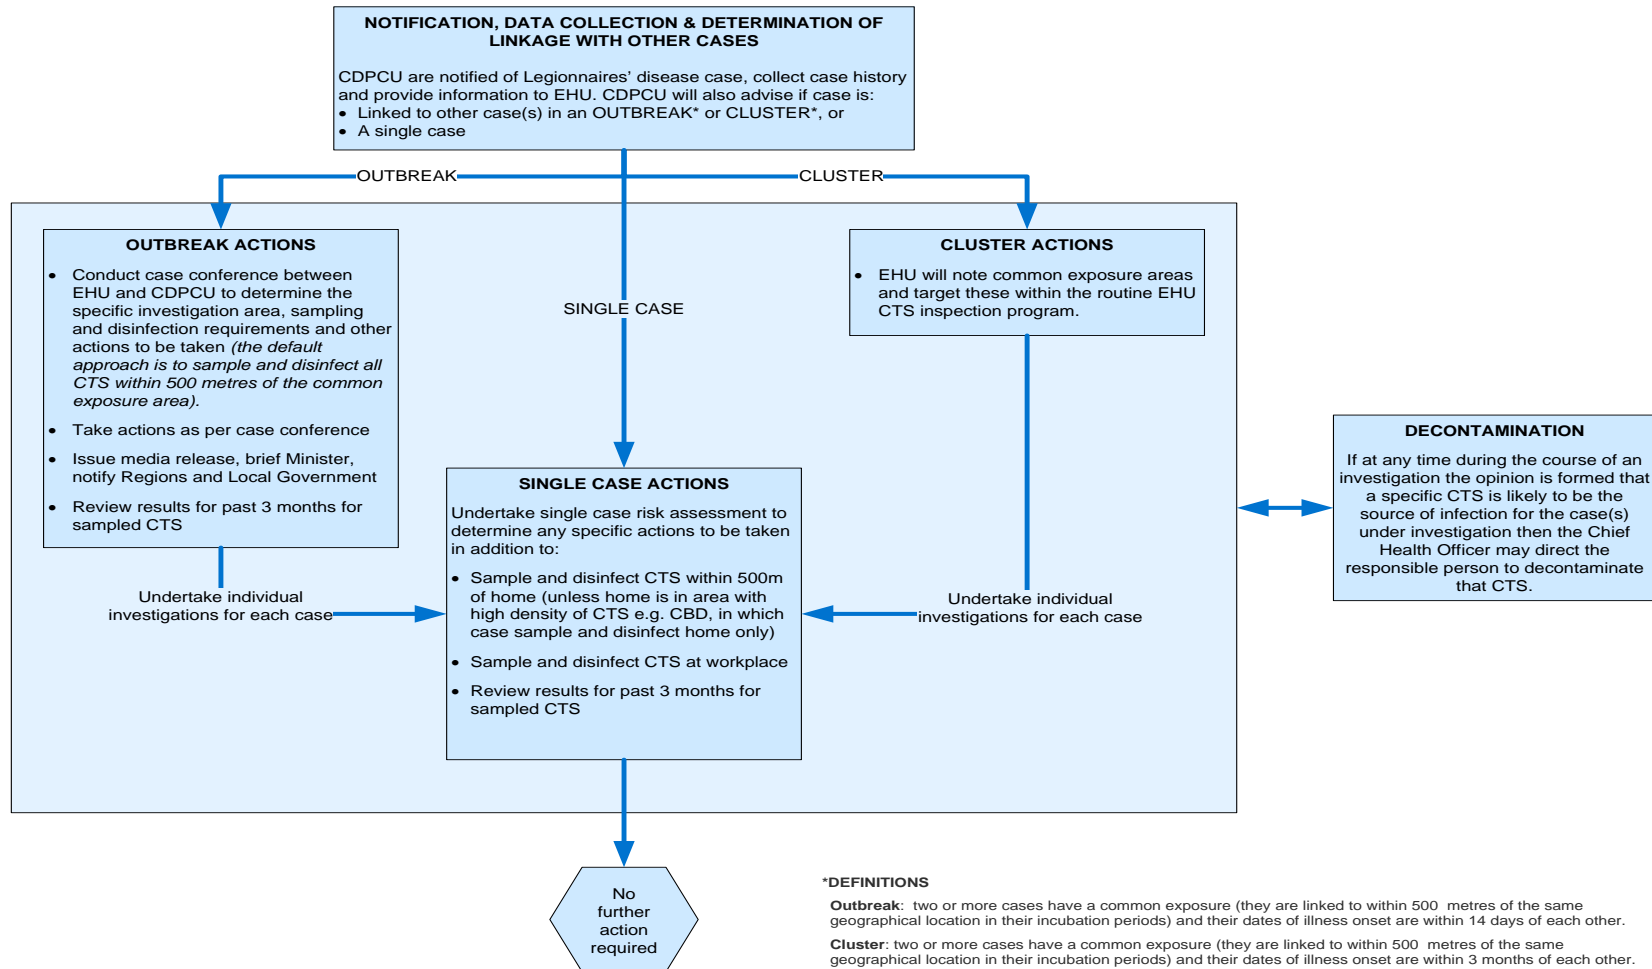 NOTIFICATION, DATA COLLECTION & DETERMINATION OF
LINKAGE WITH OTHER CASES
CDPCU are notified of Legionnaires' disease case, collect case history
and provide information to EHU. CDPCU will also advise if case is:
• Linked to other case(s) in an OUTBREAK* or CLUSTER*, or
• A single case
OUTBREAK
CLUSTER
SINGLE CASE
OUTBREAK ACTIONS
• Conduct case conference between
EHU and CDPCU to determine the
specific investigation area, sampling
and disinfection requirements and other
actions to be taken (the default
approach is to sample and disinfect all
CTS within 500 metres of the common
exposure area).
• Take actions as per case conference
• Issue media release, brief Minister,
notify Regions and Local Government
• Review results for past 3 months for
sampled CTS
CLUSTER ACTIONS
• EHU will note common exposure areas
and target these within the routine EHU
CTS inspection program.
Undertake individual
investigations for each case
SINGLE CASE ACTIONS
Undertake single case risk assessment to
determine any specific actions to be taken
in addition to:
• Sample and disinfect CTS within 500m
of home (unless home is in area with
high density of CTS e.g. CBD, in which
case sample and disinfect home only)
• Sample and disinfect CTS at workplace
• Review results for past 3 months for
sampled CTS
Undertake individual
investigations for each case
DECONTAMINATION
If at any time during the course of an
investigation the opinion is formed that
a specific CTS is likely to be the
source of infection for the case(s)
under investigation then the Chief
Health Officer may direct the
responsible person to decontaminate
that CTS.
No
further
action
required
*DEFINITIONS
Outbreak: two or more cases have a common exposure (they are linked to within 500 metres of the same
geographical location in their incubation periods) and their dates of illness onset are within 14 days of each other.
Cluster: two or more cases have a common exposure (they are linked to within 500 metres of the same
geographical location in their incubation periods) and their dates of illness onset are within 3 months of each other.